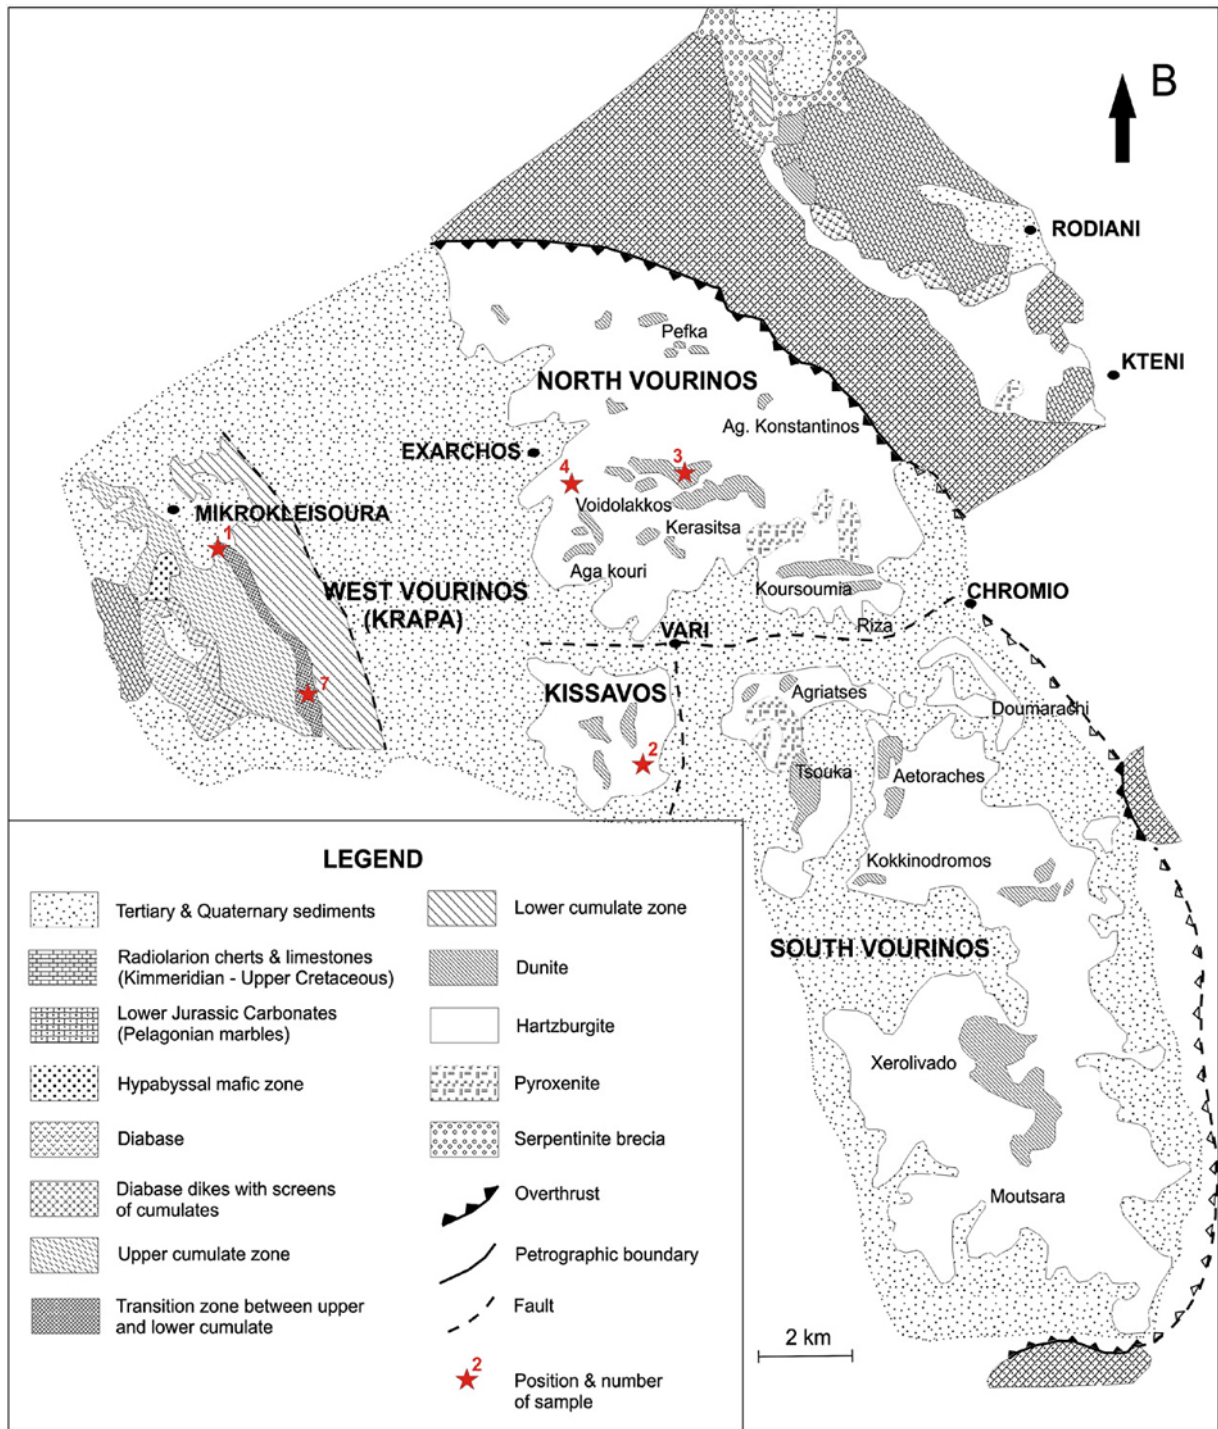 B
RODIANI
KTENI
Pefka
NORTH VOURINOS
Ag. Konstantinos
EXARCHOS
4
3
Voidolakkos
Kerasitsa
MIKROKLEISOURA
1
Aga kouri
WEST VOURINOS
(KRAPA)
Koursoumia
CHROMIO
Riza
VARI
7
KISSAVOS
Agriatses
Doumarachi
2
Tsouka
Aetoraches
Kokkinodromos
SOUTH VOURINOS
Xerolivado
Moutsara
2 km
LEGEND
Tertiary & Quaternary sediments
Radiolarion cherts & limestones
(Kimmeridian - Upper Cretaceous)
Lower Jurassic Carbonates
(Pelagonian marbles)
Hypabyssal mafic zone
Diabase
Diabase dikes with screens
of cumulates
Upper cumulate zone
Transition zone between upper
and lower cumulate
Lower cumulate zone
Dunite
Hartzburgite
Pyroxenite
Serpentinite brecia
Overthrust
Petrographic boundary
Fault
2
Position & number
of sample